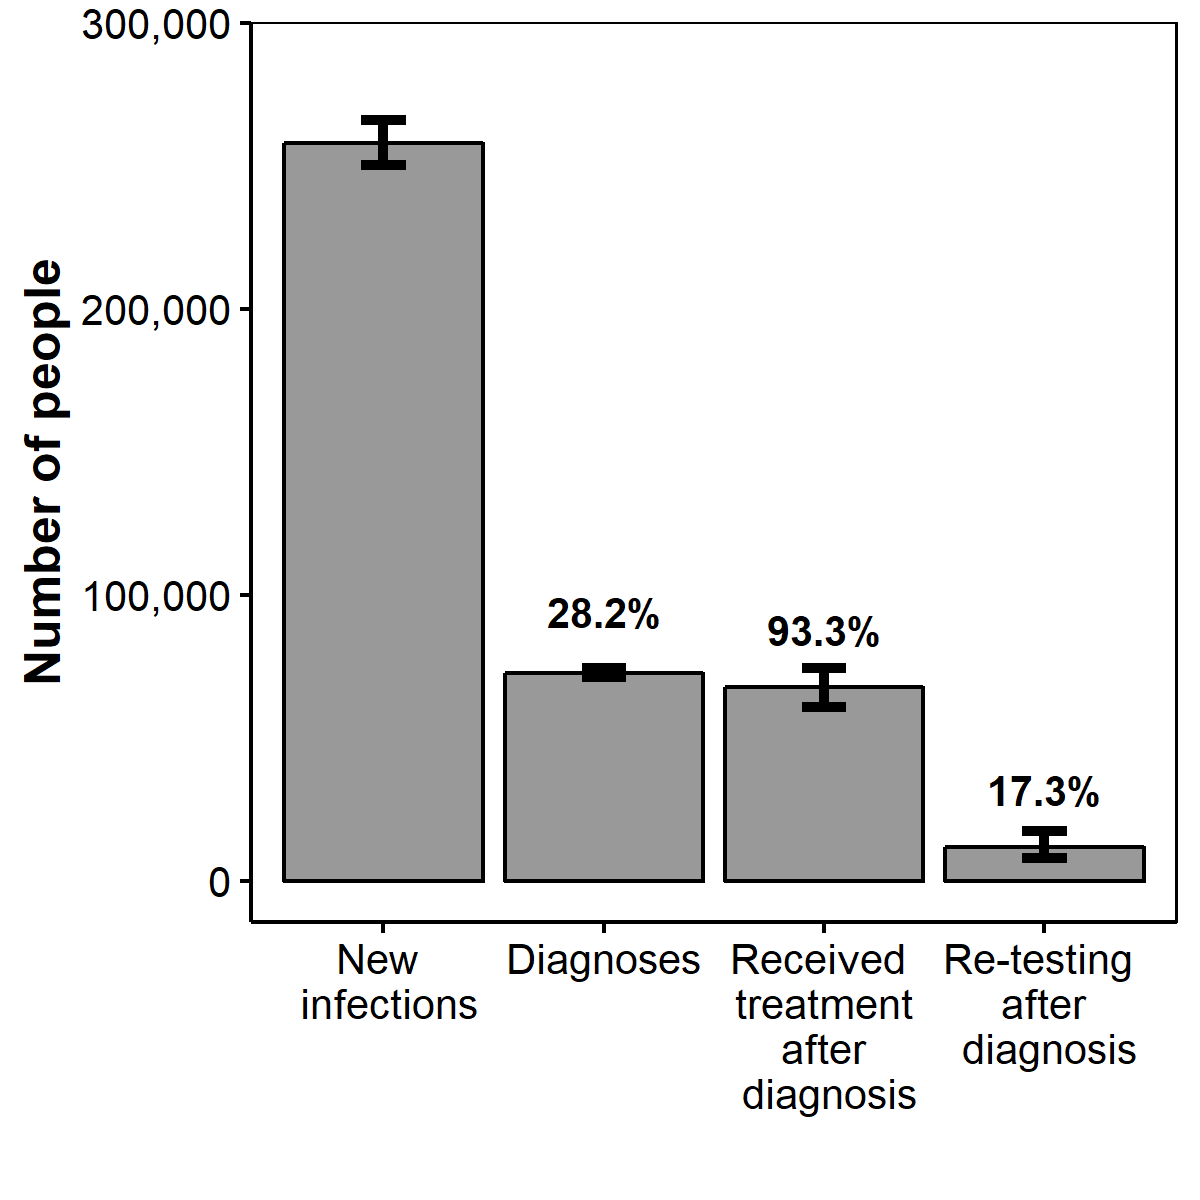 300,000
200,000
100,000
0
Number of people
28.2%
93.3%
17.3%
New
infections
Diagnoses
Received
treatment
after
diagnosis
Re-testing
after
diagnosis